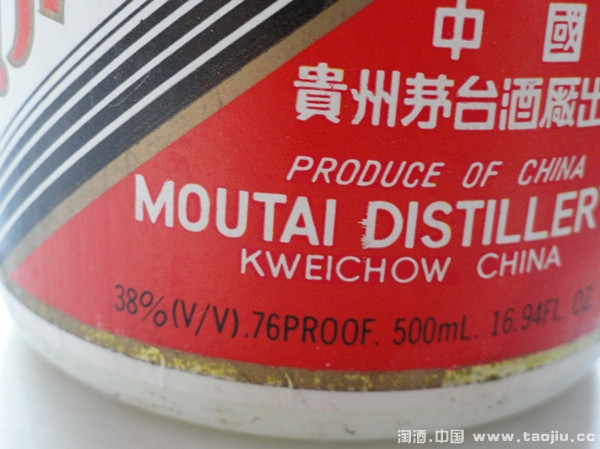 中 國
貴州茅台酒廠出
PRODUCE OF CHINA
MOUTAI DISTILLERY
KWEICHOW CHINA
38%(V/V).76PROOF. 500mL. 16.94FL. OZ
淘酒.中国 www.taojiu.cc